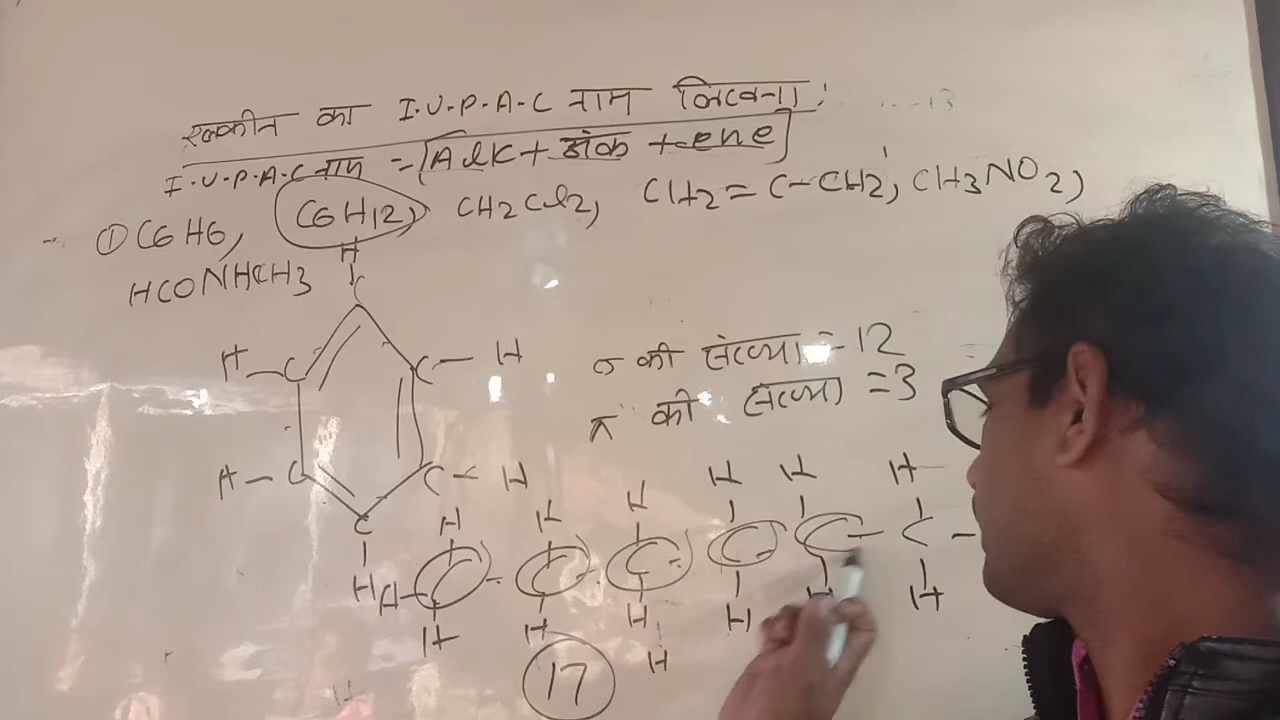 एल्कीन का I.U.P.A.C नाम लिखना:
I.U.P.A.C नाम = [Alk + अंक + ene]
① C6H6, C6H12, CH2Cl2, CH2=C-CH2, CH3NO2,
HCONHCH3
H
C
H-C C-H
H-C C-H
C
H
σ की संख्या = 12
π की संख्या = 3
H H H H H H
H-C-C-C-C-C-C-
H H H H H H
H
17